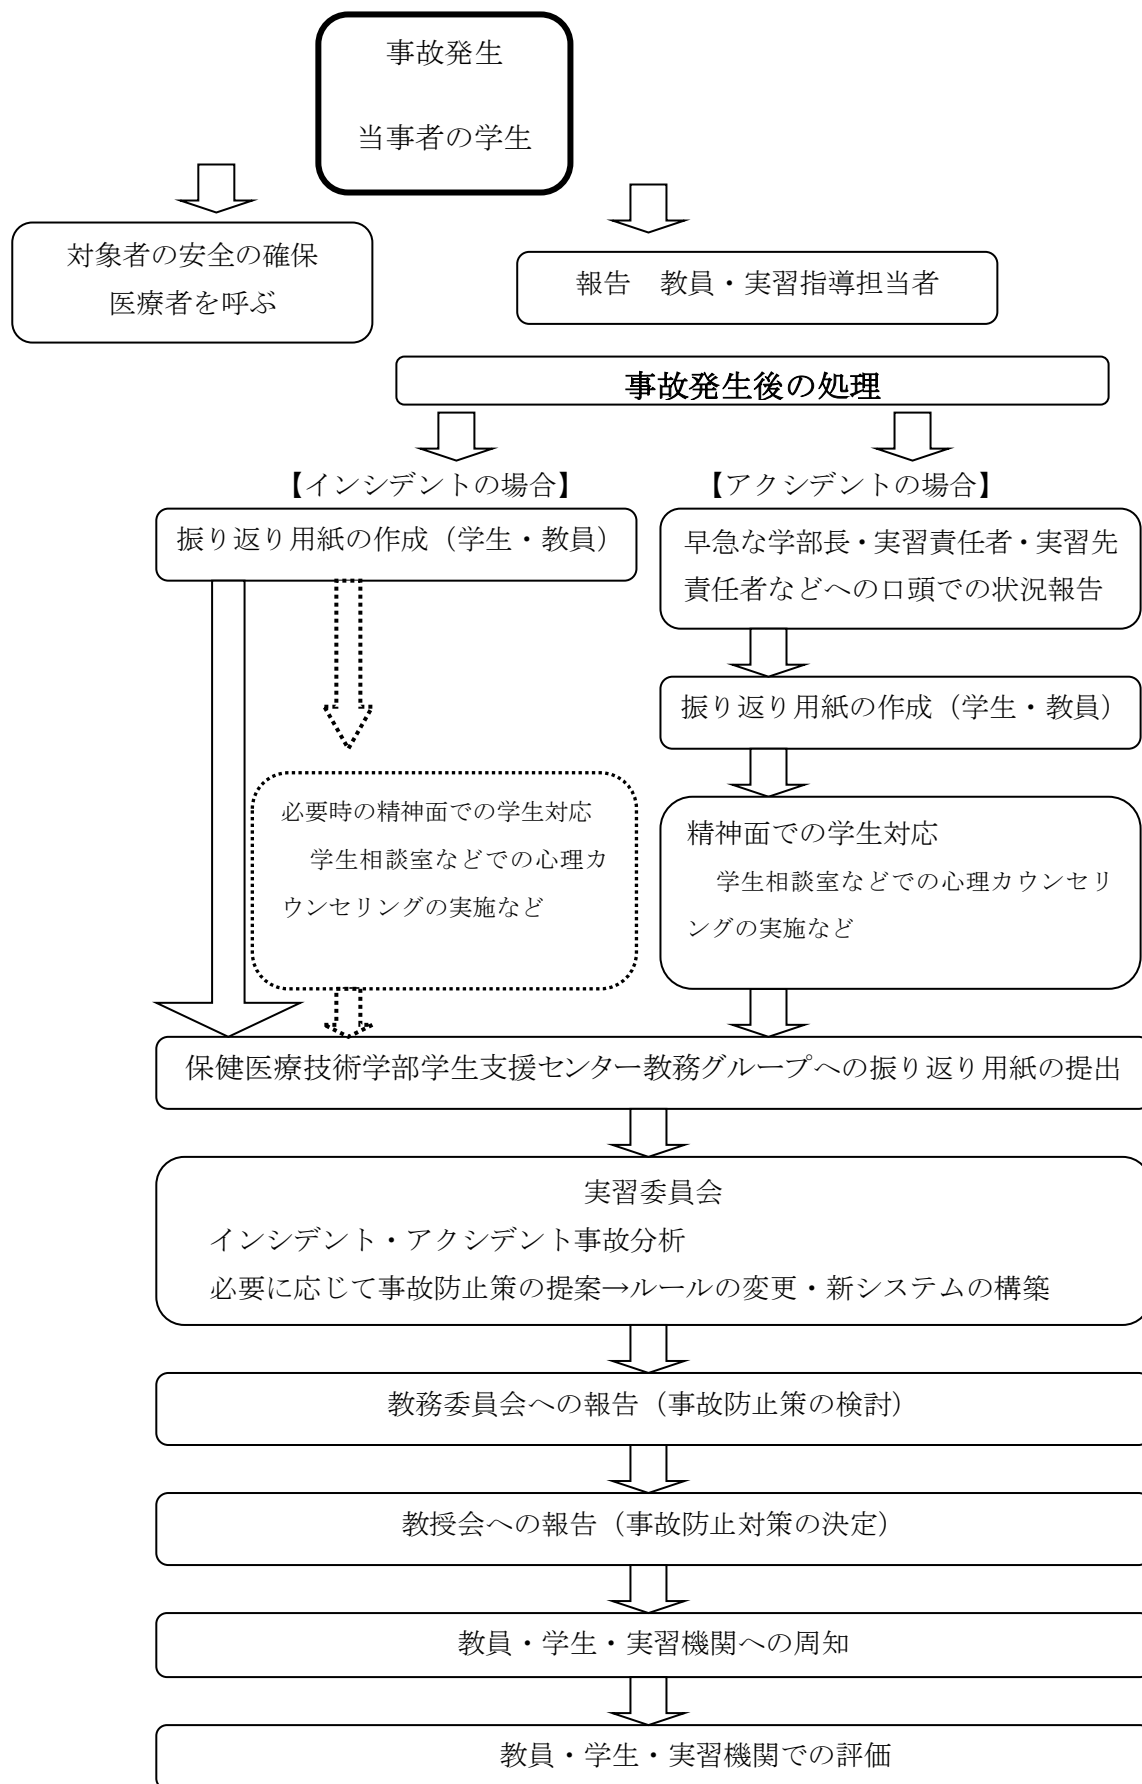 事故発生
当事者の学生
対象者の安全の確保
医療者を呼ぶ
報告　教員・実習指導担当者
事故発生後の処理
【インシデントの場合】
振り返り用紙の作成（学生・教員）
必要時の精神面での学生対応
学生相談室などでの心理カ
ウンセリングの実施など
【アクシデントの場合】
早急な学部長・実習責任者・実習先
責任者などへの口頭での状況報告
振り返り用紙の作成（学生・教員）
精神面での学生対応
学生相談室などでの心理カウンセリ
ングの実施など
保健医療技術学部学生支援センター教務グループへの振り返り用紙の提出
実習委員会
インシデント・アクシデント事故分析
必要に応じて事故防止策の提案→ルールの変更・新システムの構築
教務委員会への報告（事故防止策の検討）
教授会への報告（事故防止対策の決定）
教員・学生・実習機関への周知
教員・学生・実習機関での評価